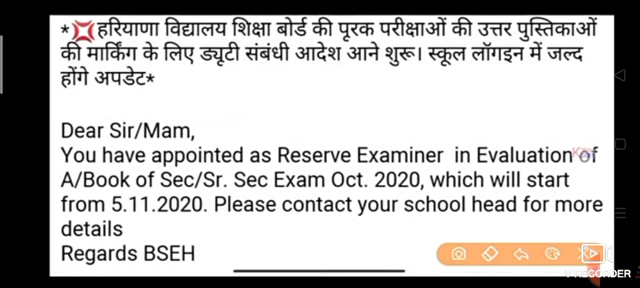 *💢हरियाणा विद्यालय शिक्षा बोर्ड की पूरक परीक्षाओं की उत्तर पुस्तिकाओं
की मार्किंग के लिए ड्यूटी संबंधी आदेश आने शुरू। स्कूल लॉगइन में जल्द
होंगे अपडेट*
Dear Sir/Mam,
You have appointed as Reserve Examiner in Evaluation of
A/Book of Sec/Sr. Sec Exam Oct. 2020, which will start
from 5.11.2020. Please contact your school head for more
details
Regards BSEH